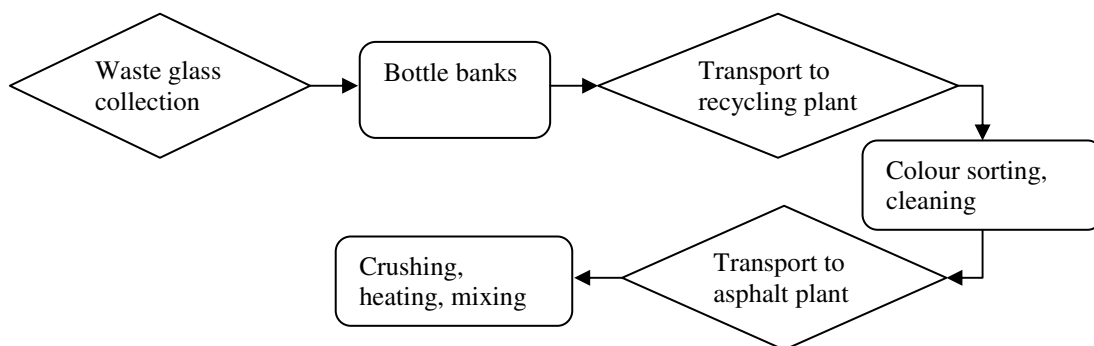 Waste glass
collection
Bottle banks
Transport to
recycling plant
Colour sorting,
cleaning
Transport to
asphalt plant
Crushing,
heating, mixing